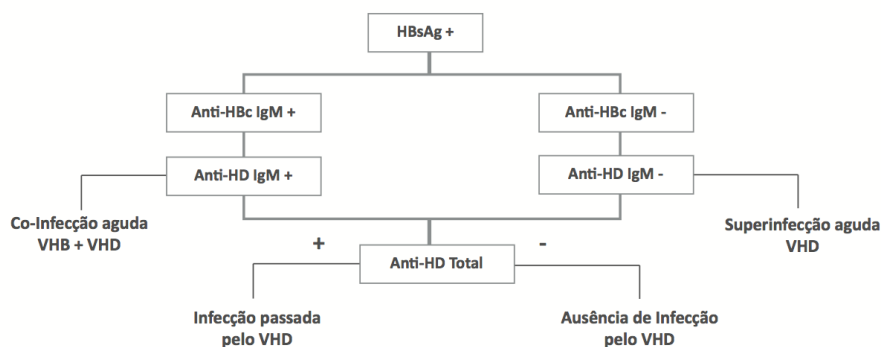 HBsAg +
Anti-HBc IgM +
Anti-HBc IgM -
Anti-HD IgM +
Anti-HD IgM -
Co-Infecção aguda
VHB + VHD
Superinfecção aguda
VHD
+
-
Anti-HD Total
Infecção passada
pelo VHD
Ausência de Infecção
pelo VHD